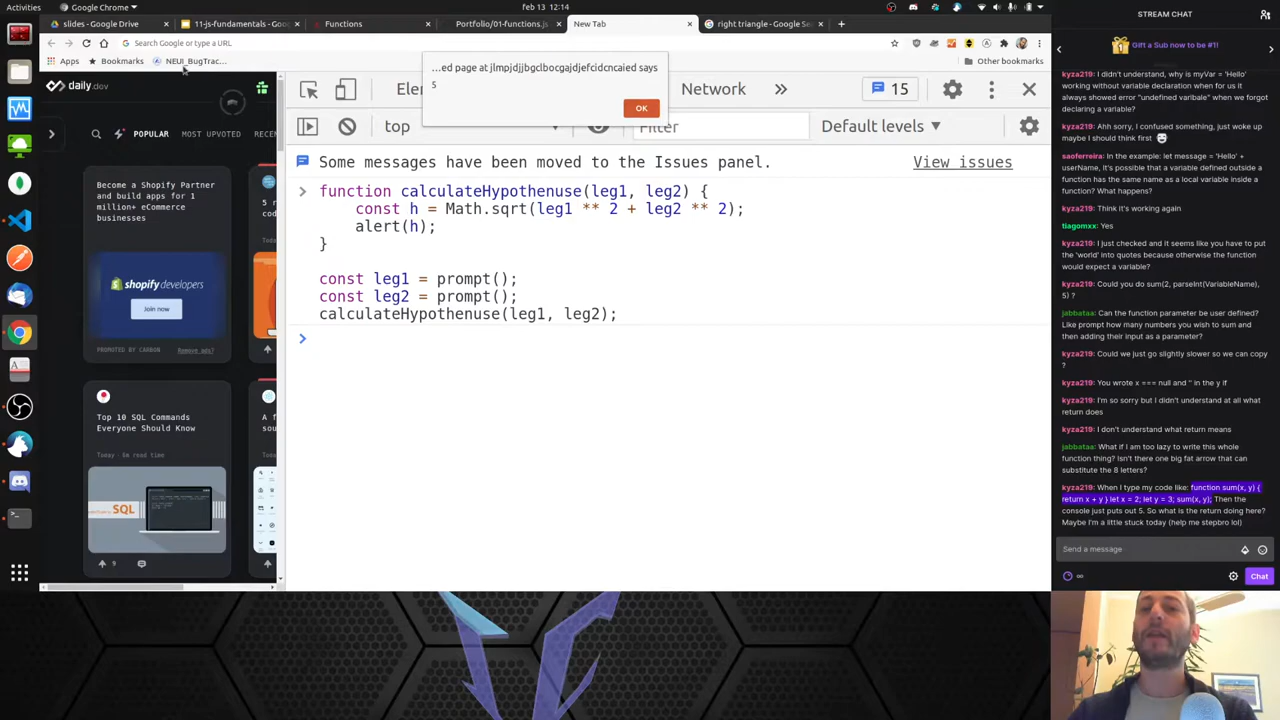 Activities
Google Chrome
Feb 18 12:14
slides - Google Drive
11-js-fundamentals - Goog
Functions
Portfolio/01-functions.js
New Tab
right triangle - Google Se
Search Google or type a URL
Apps
Bookmarks
NEUI_BugTrac...
Other bookmarks
...ed page at jlmpjdjjbgclbocgajdjefcidcncaied says
5
OK
daily.dev
POPULAR
MOST UPVOTED
RECEN
Become a Shopify Partner
and build apps for 1
million+ eCommerce
businesses
shopify developers
Join now
PROMOTED BY CARBON
Remove ads?
Top 10 SQL Commands
Everyone Should Know
Today · 6m read time
SQL
9
Network
15
top
Filter
Default levels
Some messages have been moved to the Issues panel.
View issues
function calculateHypothenuse(leg1, leg2) {
const h = Math.sqrt(leg1 ** 2 + leg2 ** 2);
alert(h);
}
const leg1 = prompt();
const leg2 = prompt();
calculateHypothenuse(leg1, leg2);
STREAM CHAT
Gift a Sub now to be #1!
kyza219: I didn't understand, why is myVar = 'Hello'
working without variable declaration when for us it
always showed error "undefined varibale" when we forgot
declaring a variable?
kyza219: Ahh sorry, I confused something, just woke up
maybe I should think first
saoferreira: In the example: let message = 'Hello' +
userName, It's possible that a variable defined outside a
function has the same name as a local variable inside a
function? What happens?
kyza219: Think it's working again
tiagomxx: Yes
kyza219: I just checked and it seems like you have to put
the 'world' into quotes because otherwise the function
would expect a variable?
kyza219: Could you do sum(2, parseInt(VariableName),
5) ?
jabbataa: Can the function parameter be user defined?
Like prompt how many numbers you wish to sum and
then adding their input as a parameter?
kyza219: Could we just go slightly slower so we can copy
?
kyza219: You wrote x === null and '' in the y if
kyza219: I'm so sorry but I didn't understand at all what
return does
kyza219: I don't understand what return means
jabbataa: What if I am too lazy to write this whole
function thing? Isn't there one big fat arrow that can
substitute the 8 letters?
kyza219: When I type my code like: function sum(x, y) {
return x + y } let x = 2; let y = 3; sum(x, y); Then the
console just puts out 5. So what is the return doing here?
Maybe I'm a little stuck today (help me stepbro lol)
Send a message
Chat